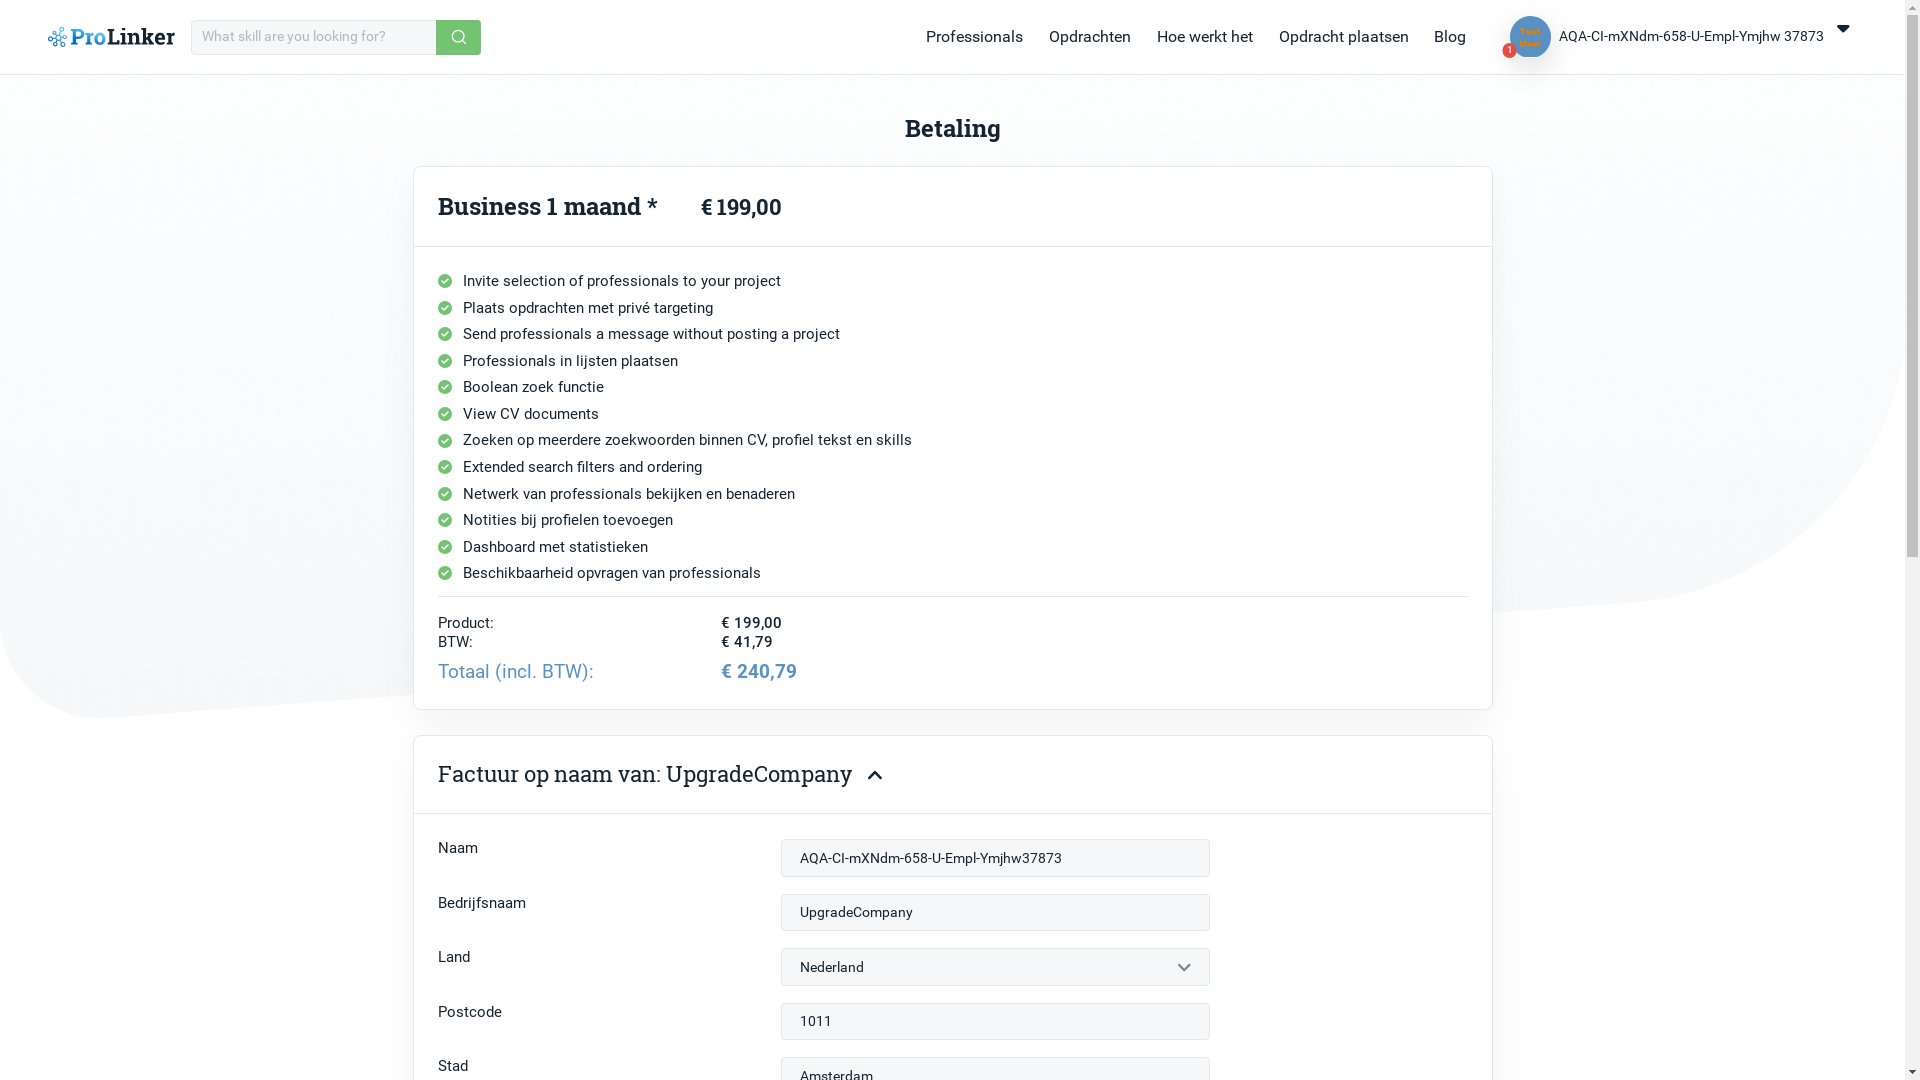 ProLinker
What skill are you looking for?
Professionals
Opdrachten
Hoe werkt het
Opdracht plaatsen
Blog
Test
User
1
AQA-CI-mXNdm-658-U-Empl-Ymjhw 37873
Betaling
Business 1 maand * € 199,00
Invite selection of professionals to your project
Plaats opdrachten met privé targeting
Send professionals a message without posting a project
Professionals in lijsten plaatsen
Boolean zoek functie
View CV documents
Zoeken op meerdere zoekwoorden binnen CV, profiel tekst en skills
Extended search filters and ordering
Netwerk van professionals bekijken en benaderen
Notities bij profielen toevoegen
Dashboard met statistieken
Beschikbaarheid opvragen van professionals
Product: € 199,00
BTW: € 41,79
Totaal (incl. BTW): € 240,79
Factuur op naam van: UpgradeCompany
Naam AQA-CI-mXNdm-658-U-Empl-Ymjhw37873
Bedrijfsnaam UpgradeCompany
Land Nederland
Postcode 1011
Stad Amsterdam